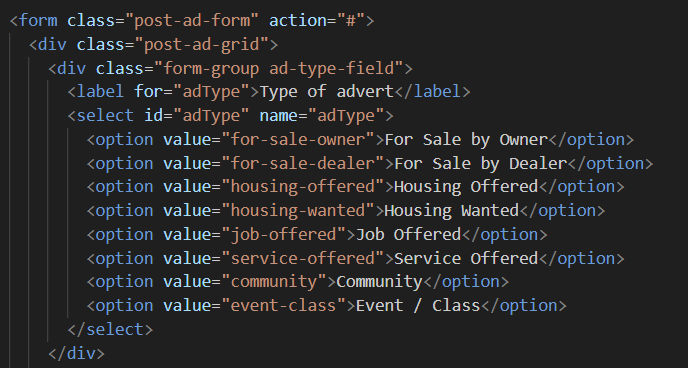 <form class="post-ad-form" action="#">
<div class="post-ad-grid">
<div class="form-group ad-type-field">
<label for="adType">Type of advert</label>
<select id="adType" name="adType">
<option value="for-sale-owner">For Sale by Owner</option>
<option value="for-sale-dealer">For Sale by Dealer</option>
<option value="housing-offered">Housing Offered</option>
<option value="housing-wanted">Housing Wanted</option>
<option value="job-offered">Job Offered</option>
<option value="service-offered">Service Offered</option>
<option value="community">Community</option>
<option value="event-class">Event / Class</option>
</select>
</div>